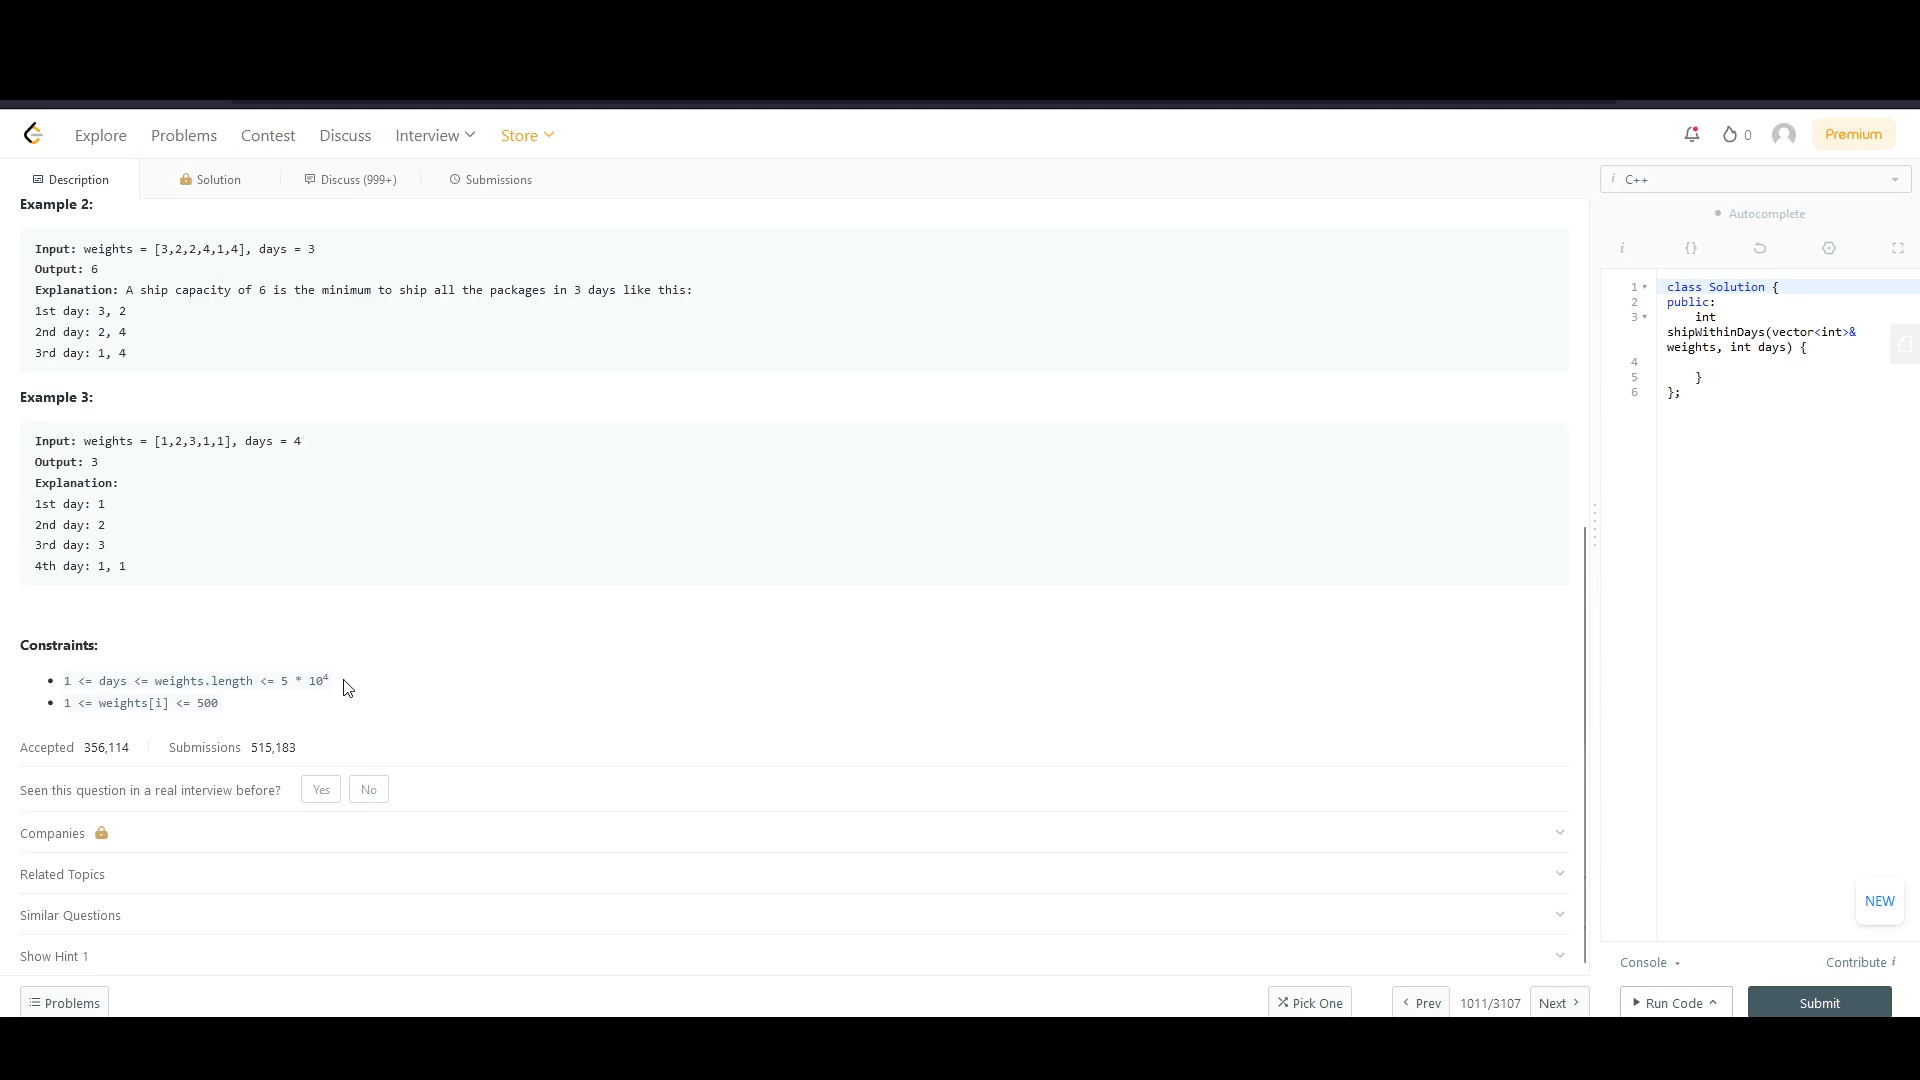 Explore Problems Contest Discuss Interview Store 0 Premium
Description Solution Discuss (999+) Submissions
Example 2:
Input: weights = [3,2,2,4,1,4], days = 3
Output: 6
Explanation: A ship capacity of 6 is the minimum to ship all the packages in 3 days like this:
1st day: 3, 2
2nd day: 2, 4
3rd day: 1, 4
Example 3:
Input: weights = [1,2,3,1,1], days = 4
Output: 3
Explanation:
1st day: 1
2nd day: 2
3rd day: 3
4th day: 1, 1
Constraints:
• 1 <= days <= weights.length <= 5 * 10⁴
• 1 <= weights[i] <= 500
Accepted 356,114 Submissions 515,183
Seen this question in a real interview before? Yes No
Companies
Related Topics
Similar Questions
Show Hint 1
Problems Pick One < Prev 1011/3107 Next >
i C++
Autocomplete
i {}
1 class Solution {
2 public:
3 int
shipWithinDays(vector<int>&
weights, int days) {
4
5 }
6 };
NEW
Console Contribute i
Run Code Submit